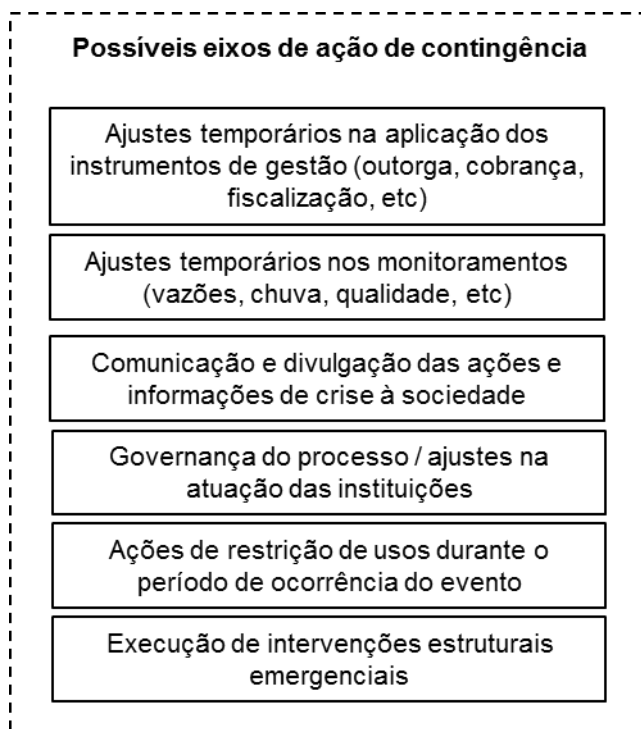 Possíveis eixos de ação de contingência
Ajustes temporários na aplicação dos
instrumentos de gestão (outorga, cobrança,
fiscalização, etc)
Ajustes temporários nos monitoramentos
(vazões, chuva, qualidade, etc)
Comunicação e divulgação das ações e
informações de crise à sociedade
Governança do processo / ajustes na
atuação das instituições
Ações de restrição de usos durante o
período de ocorrência do evento
Execução de intervenções estruturais
emergenciais